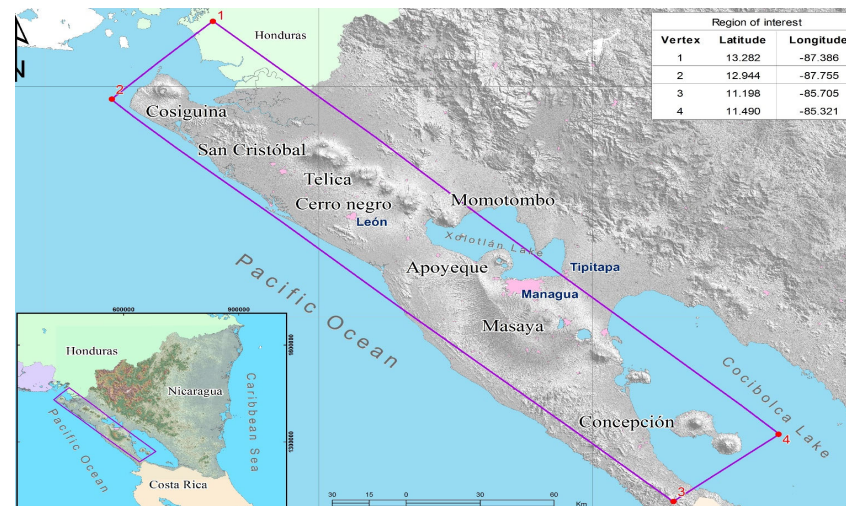 1
Honduras
Region of interest
Vertex Latitude Longitude
1 13.282 -87.386
2 12.944 -87.755
3 11.198 -85.705
4 11.490 -85.321
N
2
Cosiguina
San Cristóbal
Telica
Cerro negro
León
Momotombo
Xolotlán Lake
Apoyeque
Tipitapa
Managua
Pacific Ocean
Masaya
Cocibolca Lake
Concepción
4
3
600000 900000
Honduras
1600000
Nicaragua
Caribbean Sea
Pacific Ocean
1300000
Costa Rica
30 15 0 30 60
Km